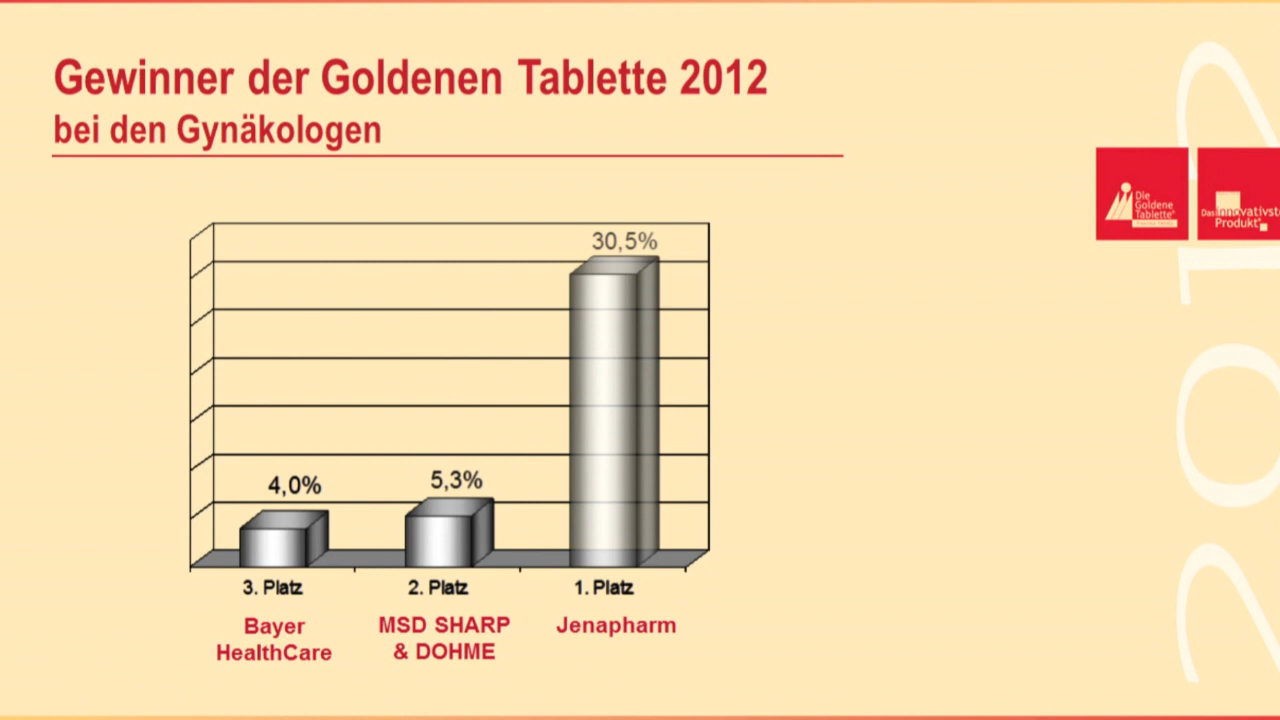 Gewinner der Goldenen Tablette 2012
bei den Gynäkologen
Die
Goldene
Tablette®
Das innovativste
Produkt®
2012
30,5%
4,0%
5,3%
3. Platz
2. Platz
1. Platz
Bayer
HealthCare
MSD SHARP
& DOHME
Jenapharm